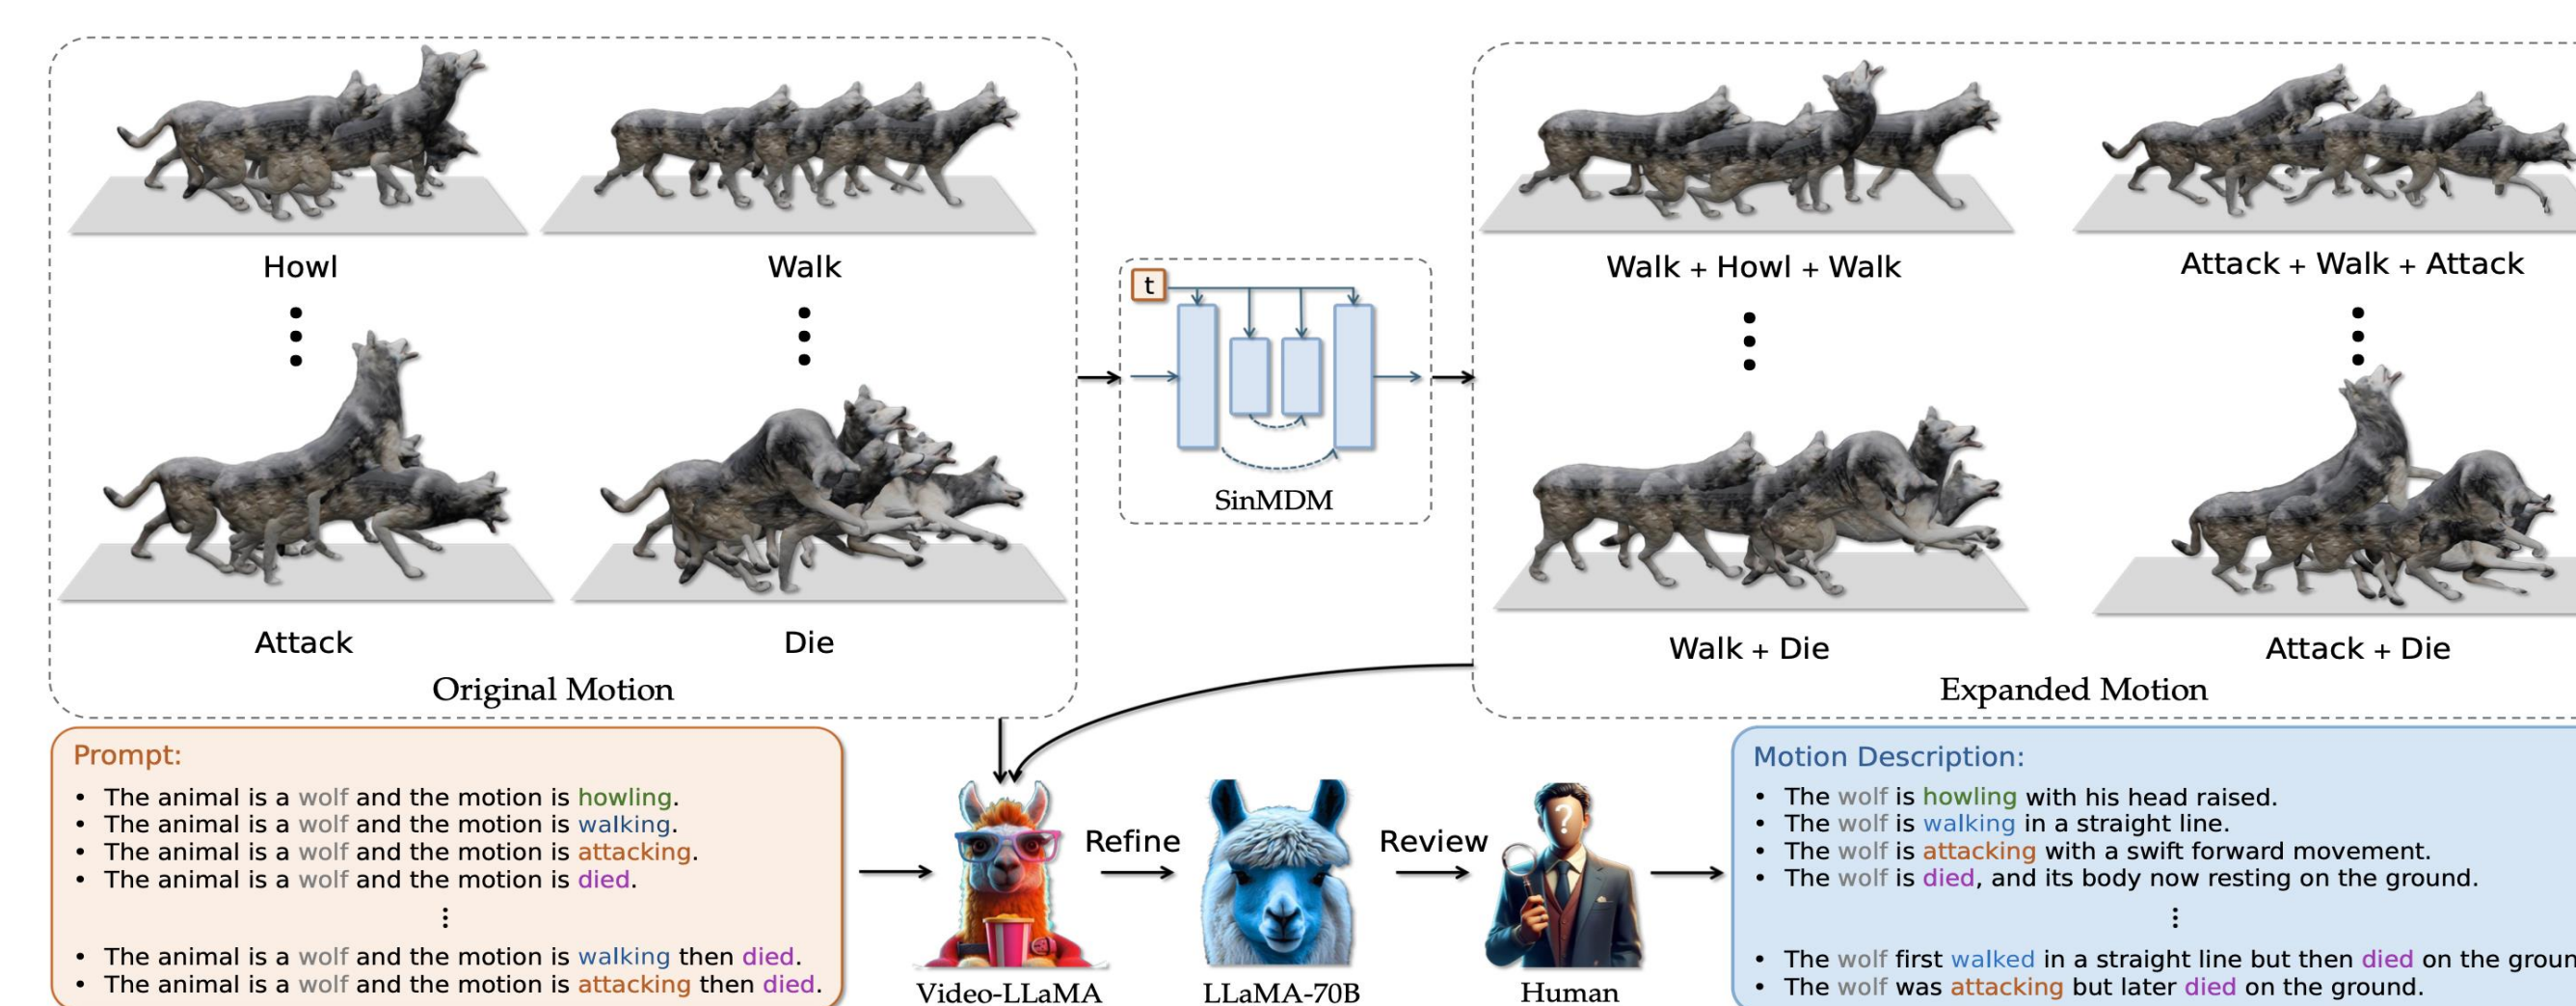 Howl
Walk
Attack
Die
Original Motion
t
SinMDM
Walk + Howl + Walk
Attack + Walk + Attack
Walk + Die
Attack + Die
Expanded Motion
Prompt:
• The animal is a wolf and the motion is howling.
• The animal is a wolf and the motion is walking.
• The animal is a wolf and the motion is attacking.
• The animal is a wolf and the motion is died.
• The animal is a wolf and the motion is walking then died.
• The animal is a wolf and the motion is attacking then died.
Video-LLaMA
Refine
LLaMA-70B
Review
?
Human
Motion Description:
• The wolf is howling with his head raised.
• The wolf is walking in a straight line.
• The wolf is attacking with a swift forward movement.
• The wolf is died, and its body now resting on the ground.
• The wolf first walked in a straight line but then died on the groun
• The wolf was attacking but later died on the ground.